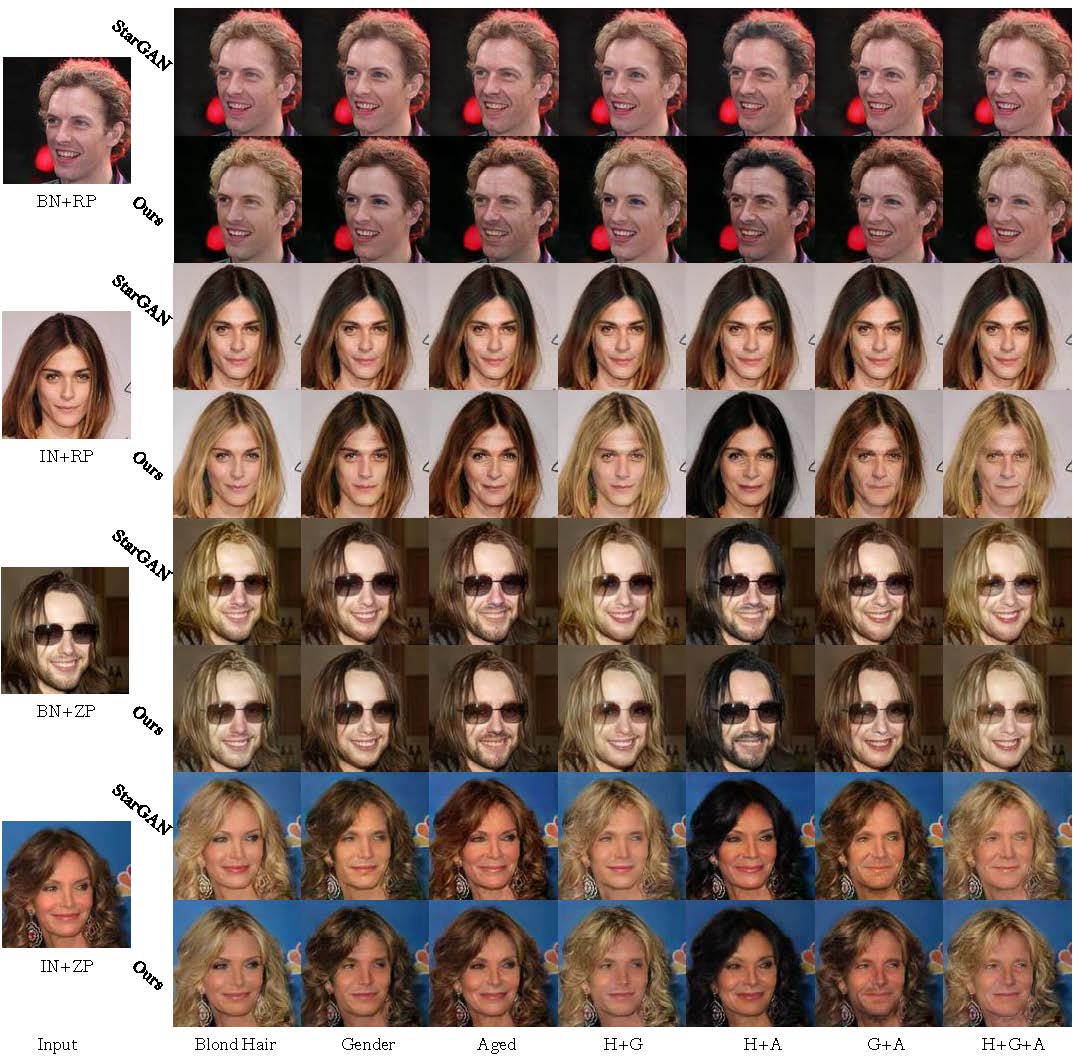 StarGAN
BN+RP
Ours
StarGAN
IN+RP
Ours
StarGAN
BN+ZP
Ours
StarGAN
IN+ZP
Ours
Input Blond Hair Gender Aged H+G H+A G+A H+G+A